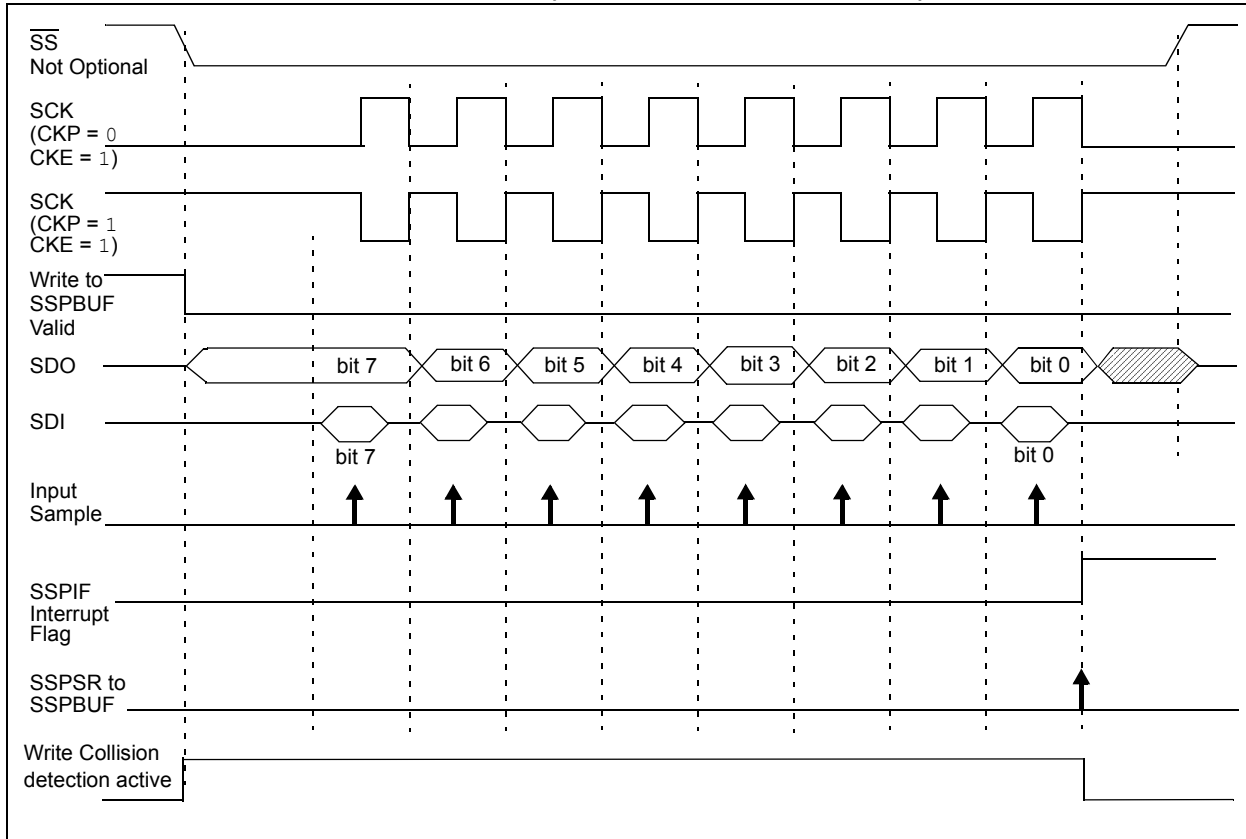 SS
Not Optional
SCK
(CKP = 0
CKE = 1)
SCK
(CKP = 1
CKE = 1)
Write to
SSPBUF
Valid
SDO
bit 7 bit 6 bit 5 bit 4 bit 3 bit 2 bit 1 bit 0
SDI
bit 7 bit 0
Input
Sample
SSPIF
Interrupt
Flag
SSPSR to
SSPBUF
Write Collision
detection active